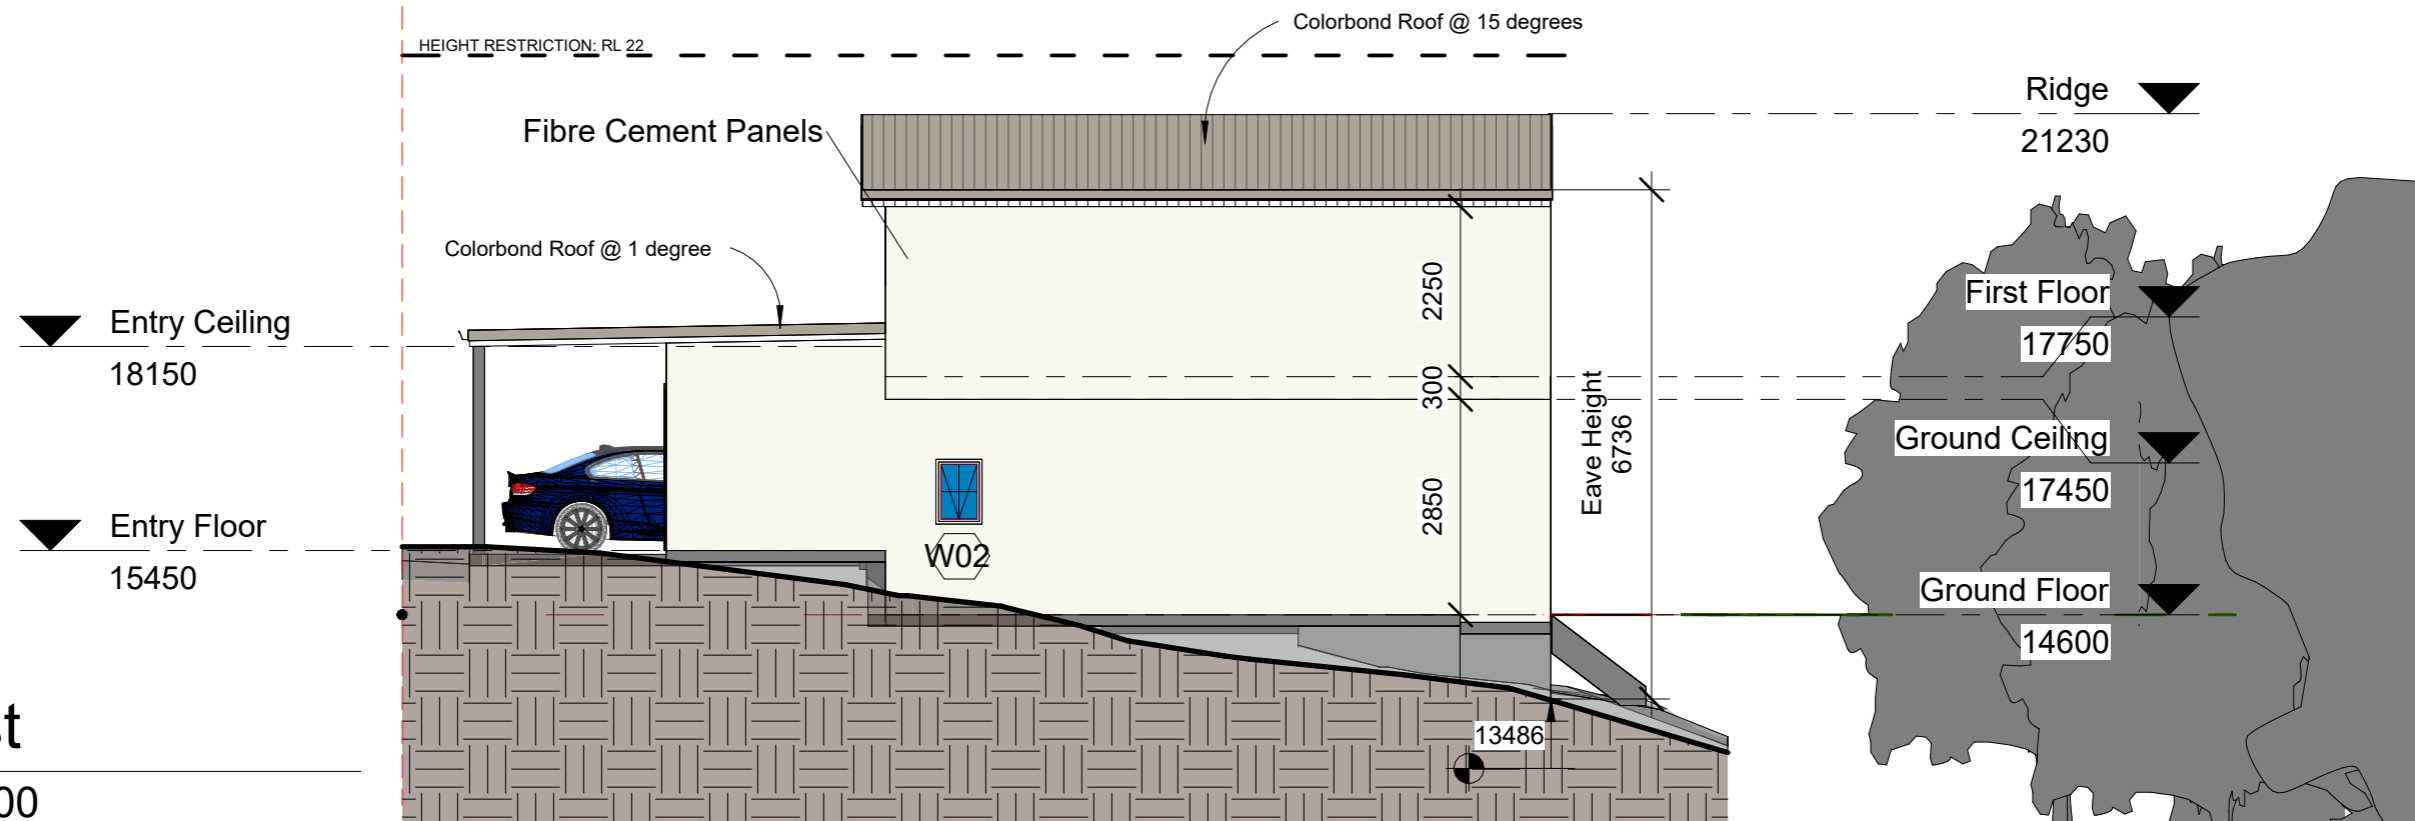 Colorbond Roof @ 15 degrees
HEIGHT RESTRICTION: RL 22
Ridge
21230
Fibre Cement Panels
Colorbond Roof @ 1 degree
2250
First Floor
17750
Entry Ceiling
18150
300
Eave Height
6736
Ground Ceiling
17450
2850
Entry Floor
15450
W02
Ground Floor
14600
st
13486
00